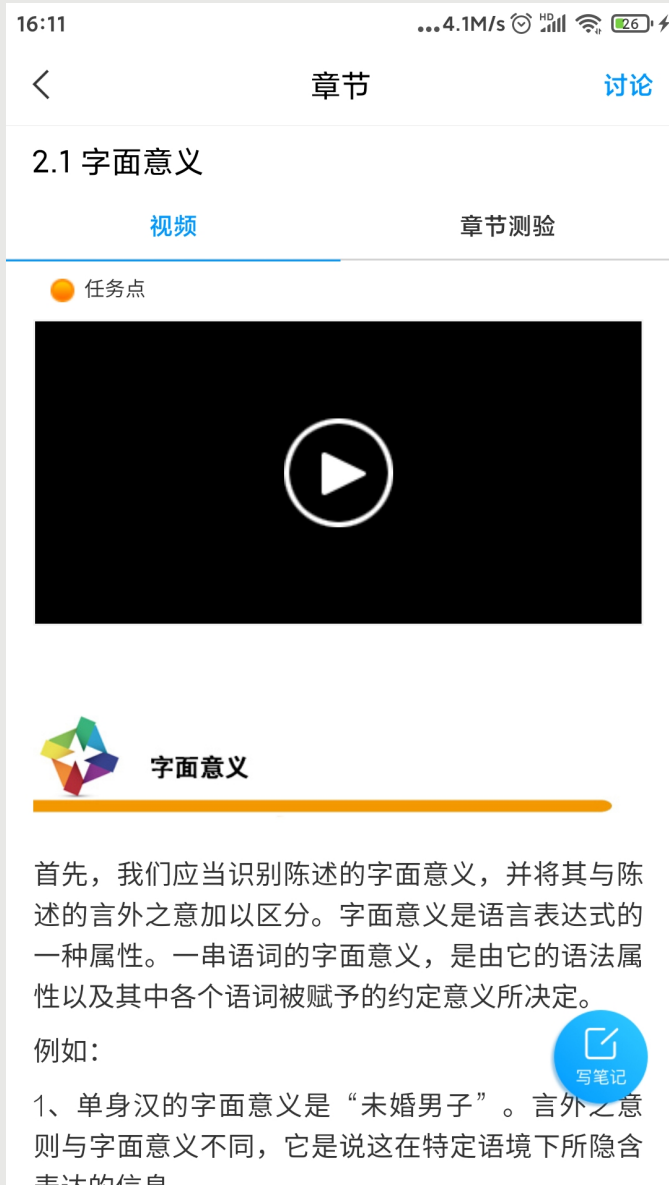 16:11
...4.1M/s HD 26
章节
讨论
2.1 字面意义
视频
章节测验
任务点
字面意义
首先，我们应当识别陈述的字面意义，并将其与陈
述的言外之意加以区分。字面意义是语言表达式的
一种属性。一串语词的字面意义，是由它的语法属
性以及其中各个语词被赋予的约定意义所决定。
例如：
写笔记
1、单身汉的字面意义是“未婚男子”。言外之意
则与字面意义不同，它是说这在特定语境下所隐含
表达的信息